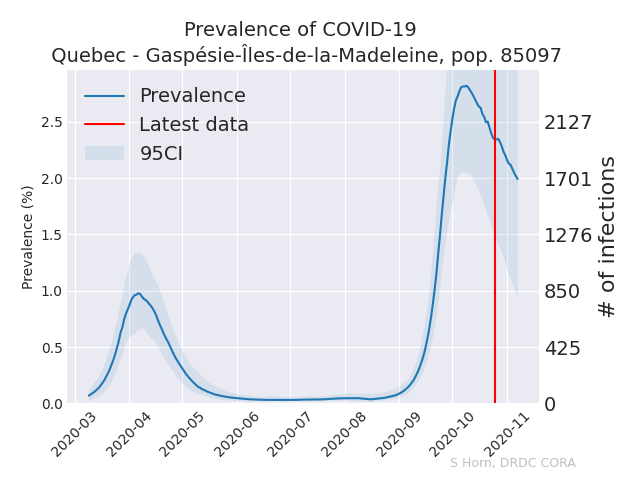 Prevalence of COVID-19
Quebec - Gaspésie-Îles-de-la-Madeleine, pop. 85097
Prevalence
Latest data
95CI
Prevalence (%)
2.5
2.0
1.5
1.0
0.5
0.0
2127
1701
1276
850
425
0
# of infections
2020-03
2020-04
2020-05
2020-06
2020-07
2020-08
2020-09
2020-10
2020-11
S Horn, DRDC CORA